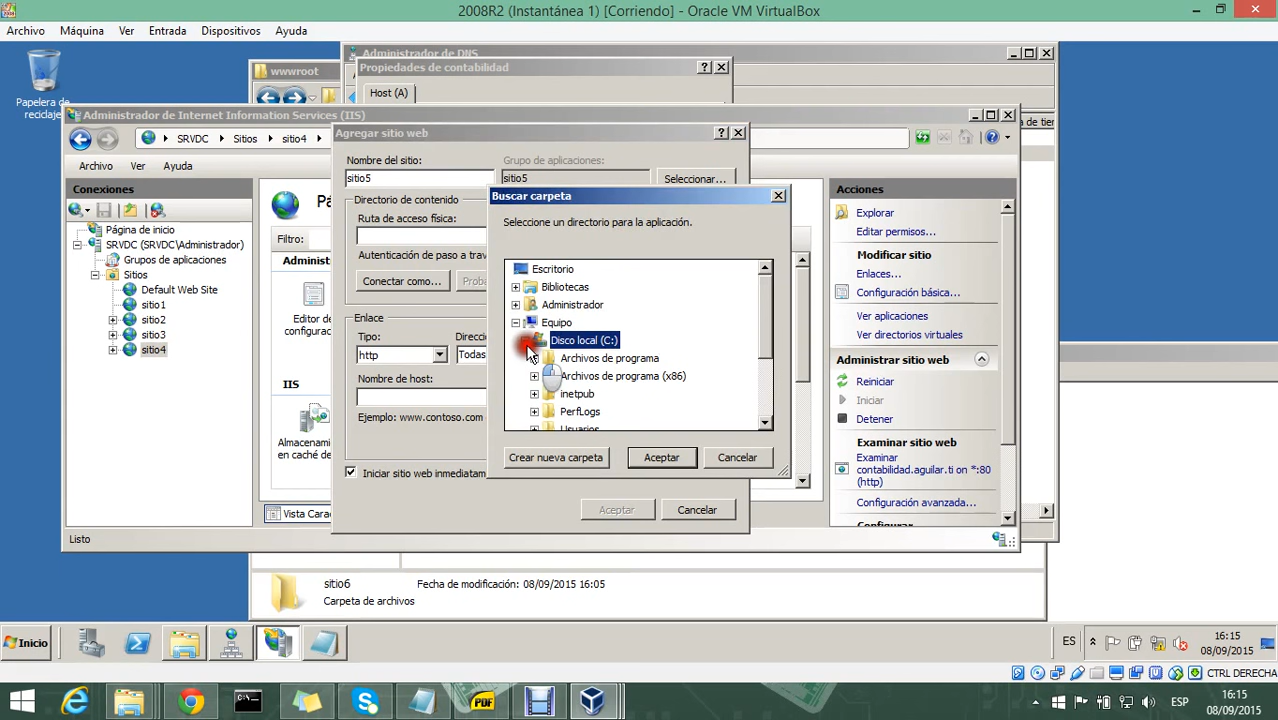 2008R2 (Instantánea 1) [Corriendo] - Oracle VM VirtualBox
Archivo Máquina Ver Entrada Dispositivos Ayuda
Papelera de reciclaje
Administrador de DNS
wwwroot
Propiedades de contabilidad
Host (A)
Administrador de Internet Information Services (IIS)
SRVDC Sitios sitio4
Archivo Ver Ayuda
Conexiones
Página de inicio
SRVDC (SRVDC\Administrador)
Grupos de aplicaciones
Sitios
Default Web Site
sitio1
sitio2
sitio3
sitio4
Filtro:
Editor de
IIS
en caché de
Listo
Agregar sitio web
Nombre del sitio:
Grupo de aplicaciones:
sitio5
sitio5
Seleccionar...
Directorio de contenido
Ruta de acceso física:
Autenticación de paso a
Conectar como...
Enlace
Tipo:
http
Todas
Nombre de host:
Ejemplo: www.contoso.com
Iniciar sitio web
Aceptar
Cancelar
Buscar carpeta
Seleccione un directorio para la aplicación.
Escritorio
Bibliotecas
Administrador
Equipo
Disco local (C:)
Archivos de programa
Archivos de programa (x86)
inetpub
PerfLogs
Usuarios
Crear nueva carpeta
Aceptar
Cancelar
Acciones
Explorar
Editar permisos...
Modificar sitio
Enlaces...
Configuración básica...
Ver aplicaciones
Ver directorios virtuales
Administrar sitio web
Reiniciar
Iniciar
Detener
Examinar sitio web
Examinar
contabilidad.aguilar.ti on *:80
(http)
Configuración avanzada...
Configurar
de tien
sitio6 Fecha de modificación: 08/09/2015 16:05
Carpeta de archivos
Inicio
ES
16:15
08/09/2015
CTRL DERECHA
PDF
ESP
16:15
08/09/2015